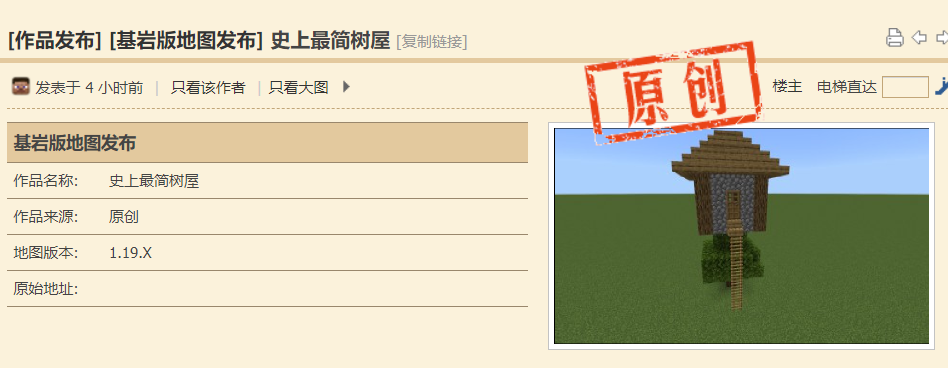 [作品发布] [基岩版地图发布] 史上最简树屋 [复制链接]
发表于 4 小时前 | 只看该作者 | 只看大图
楼主 电梯直达
原创
基岩版地图发布
作品名称: 史上最简树屋
作品来源: 原创
地图版本: 1.19.X
原始地址: